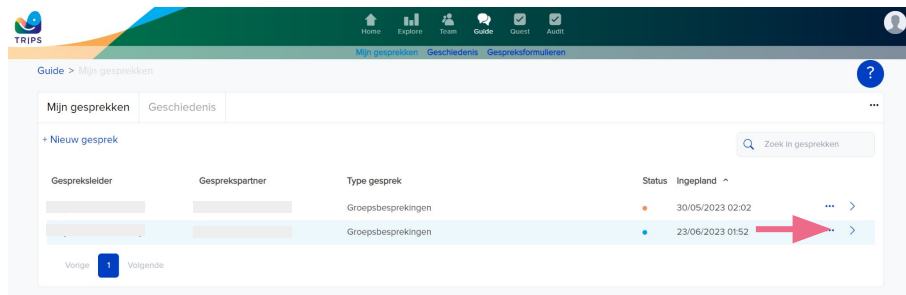 TRIPS
Home Explore Team Guide Quest Audit
Mijn gesprekken Geschiedenis Gespreksformulieren
Guide > Mijn gesprekken
?
Mijn gesprekken Geschiedenis
+ Nieuw gesprek
Zoek in gesprekken
Gespreksleider Gesprekspartner Type gesprek Status Ingepland
Groepsbesprekingen 30/05/2023 02:02
Groepsbesprekingen 23/06/2023 01:52
Vorige 1 Volgende